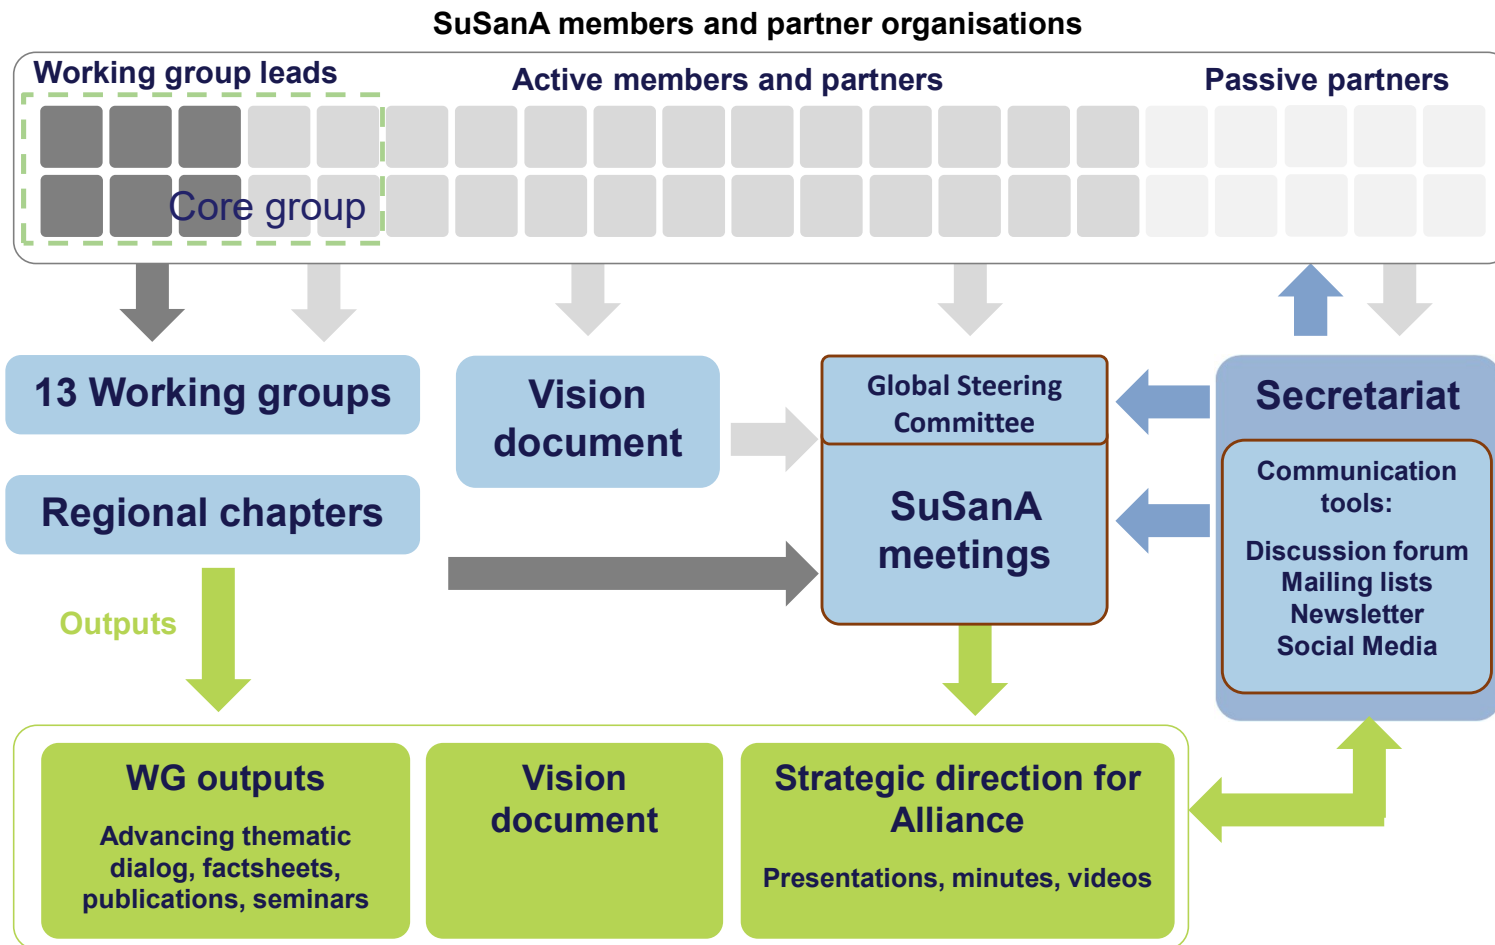 SuSanA members and partner organisations
Working group leads
Active members and partners
Passive partners
Core group
13 Working groups
Regional chapters
Vision
document
Global Steering
Committee
SuSanA
meetings
Secretariat
Communication
tools:
Discussion forum
Mailing lists
Newsletter
Social Media
Outputs
WG outputs
Advancing thematic
dialog, factsheets,
publications, seminars
Vision
document
Strategic direction for
Alliance
Presentations, minutes, videos